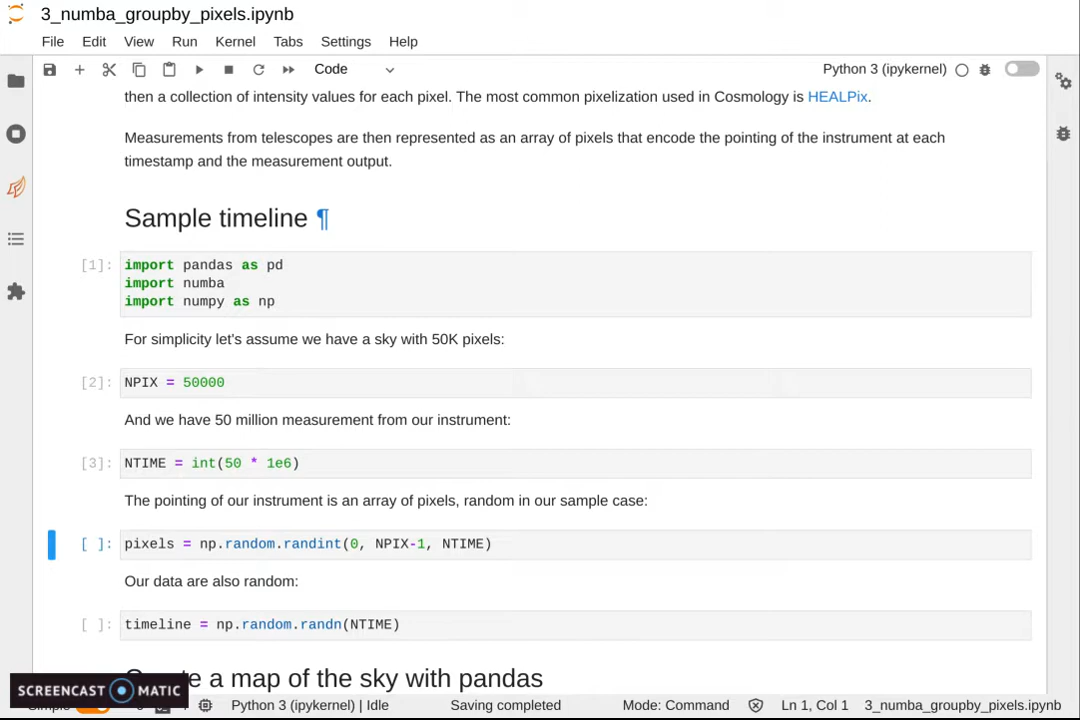 3_numba_groupby_pixels.ipynb
File Edit View Run Kernel Tabs Settings Help
Code Python 3 (ipykernel)
then a collection of intensity values for each pixel. The most common pixelization used in Cosmology is HEALPix.
Measurements from telescopes are then represented as an array of pixels that encode the pointing of the instrument at each
timestamp and the measurement output.
Sample timeline ¶
[1]: import pandas as pd
import numba
import numpy as np
For simplicity let's assume we have a sky with 50K pixels:
[2]: NPIX = 50000
And we have 50 million measurement from our instrument:
[3]: NTIME = int(50 * 1e6)
The pointing of our instrument is an array of pixels, random in our sample case:
[ ]: pixels = np.random.randint(0, NPIX-1, NTIME)
Our data are also random:
[ ]: timeline = np.random.randn(NTIME)
a map of the sky with pandas
SCREENCAST MATIC
Simple Python 3 (ipykernel) | Idle Saving completed Mode: Command Ln 1, Col 1 3_numba_groupby_pixels.ipynb